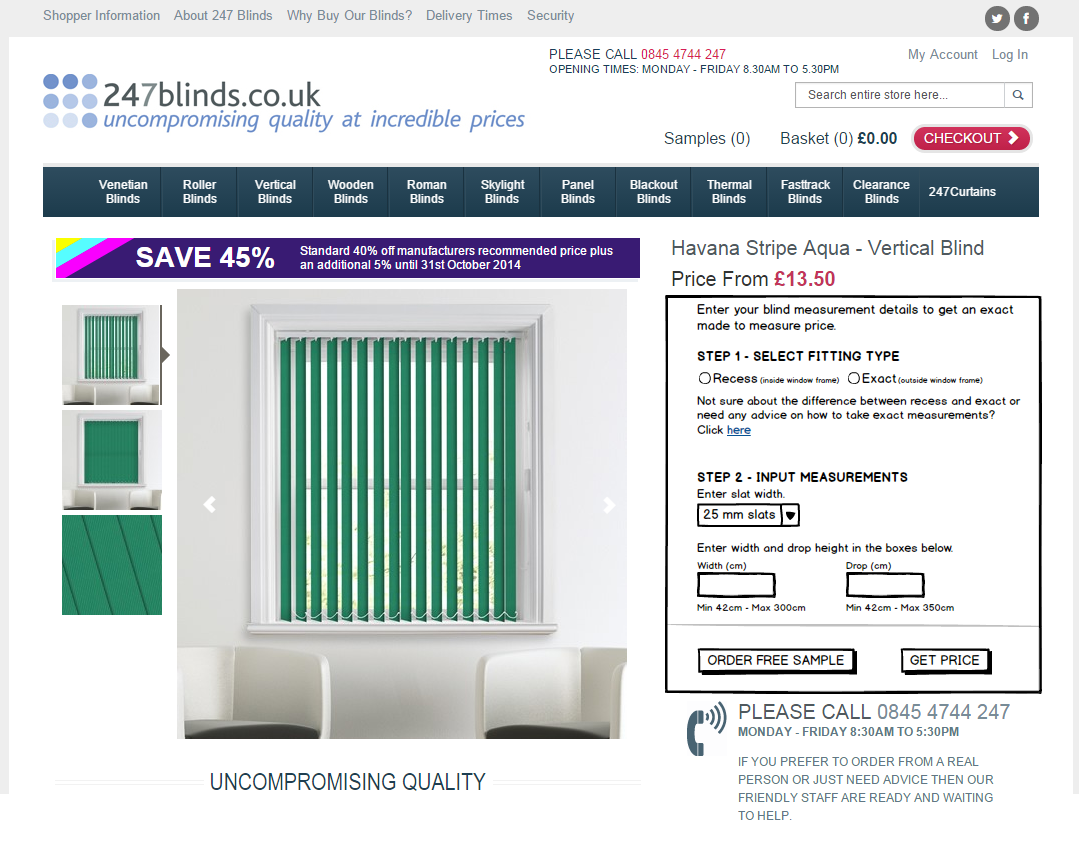 Shopper Information About 247 Blinds Why Buy Our Blinds? Delivery Times Security
PLEASE CALL 0845 4744 247
OPENING TIMES: MONDAY - FRIDAY 8.30AM TO 5.30PM
My Account Log In
247blinds.co.uk
uncompromising quality at incredible prices
Search entire store here...
Samples (0) Basket (0) £0.00 CHECKOUT
Venetian Blinds
Roller Blinds
Vertical Blinds
Wooden Blinds
Roman Blinds
Skylight Blinds
Panel Blinds
Blackout Blinds
Thermal Blinds
Fasttrack Blinds
Clearance Blinds
247Curtains
SAVE 45%
Standard 40% off manufacturers recommended price plus
an additional 5% until 31st October 2014
Havana Stripe Aqua - Vertical Blind
Price From £13.50
Enter your blind measurement details to get an exact
made to measure price.
STEP 1 - SELECT FITTING TYPE
Recess (inside window frame) Exact (outside window frame)
Not sure about the difference between recess and exact or
need any advice on how to take exact measurements?
Click here
STEP 2 - INPUT MEASUREMENTS
Enter slat width.
25 mm slats
Enter width and drop height in the boxes below.
Width (cm) Drop (cm)
Min 42cm - Max 300cm Min 42cm - Max 350cm
ORDER FREE SAMPLE GET PRICE
PLEASE CALL 0845 4744 247
MONDAY - FRIDAY 8:30AM TO 5:30PM
IF YOU PREFER TO ORDER FROM A REAL
PERSON OR JUST NEED ADVICE THEN OUR
FRIENDLY STAFF ARE READY AND WAITING
TO HELP.
UNCOMPROMISING QUALITY